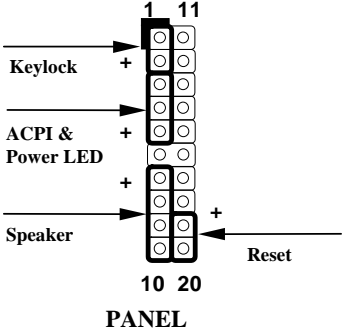 1 11
Keylock
+
ACPI &
Power LED
+
+
Speaker
+
Reset
10 20
PANEL